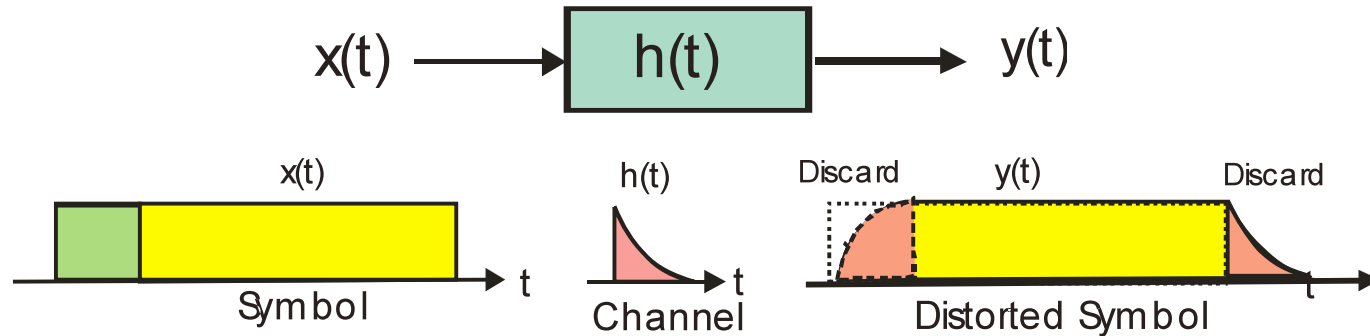 x(t) h(t) y(t)
x(t) h(t) Discard y(t) Discard
t t t
Symbol Channel Distorted Symbol